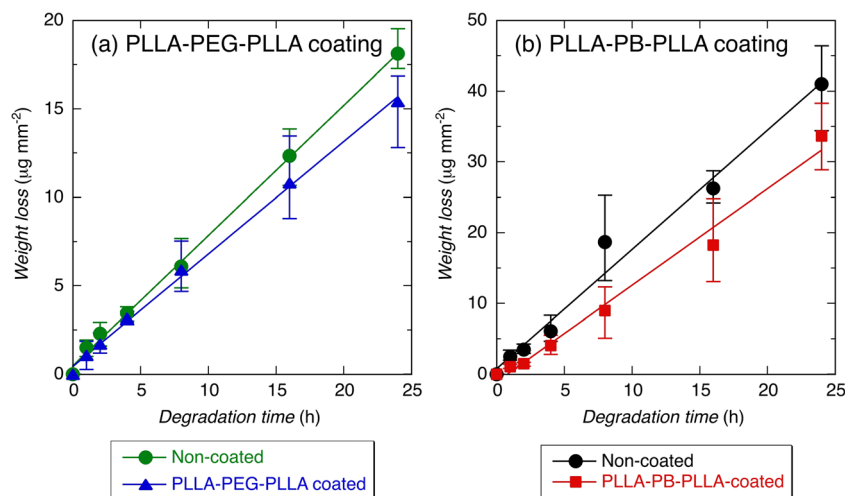 (a) PLLA-PEG-PLLA coating
Weight loss (µg mm⁻²)
20
15
10
5
0
0 5 10 15 20 25
Degradation time (h)
Non-coated
PLLA-PEG-PLLA coated
(b) PLLA-PB-PLLA coating
Weight loss (µg mm⁻²)
50
40
30
20
10
0
0 5 10 15 20 25
Degradation time (h)
Non-coated
PLLA-PB-PLLA-coated